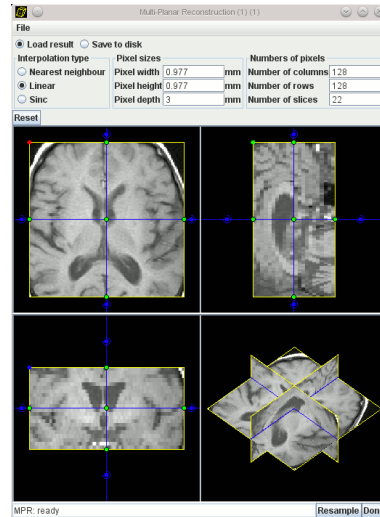 Multi-Planar Reconstruction (1) (1)
File
Load result Save to disk
Interpolation type Pixel sizes Numbers of pixels
Nearest neighbour Pixel width 0.977 mm Number of columns 128
Linear Pixel height 0.977 mm Number of rows 128
Sinc Pixel depth 3 mm Number of slices 22
Reset
MPR: ready Resample Don